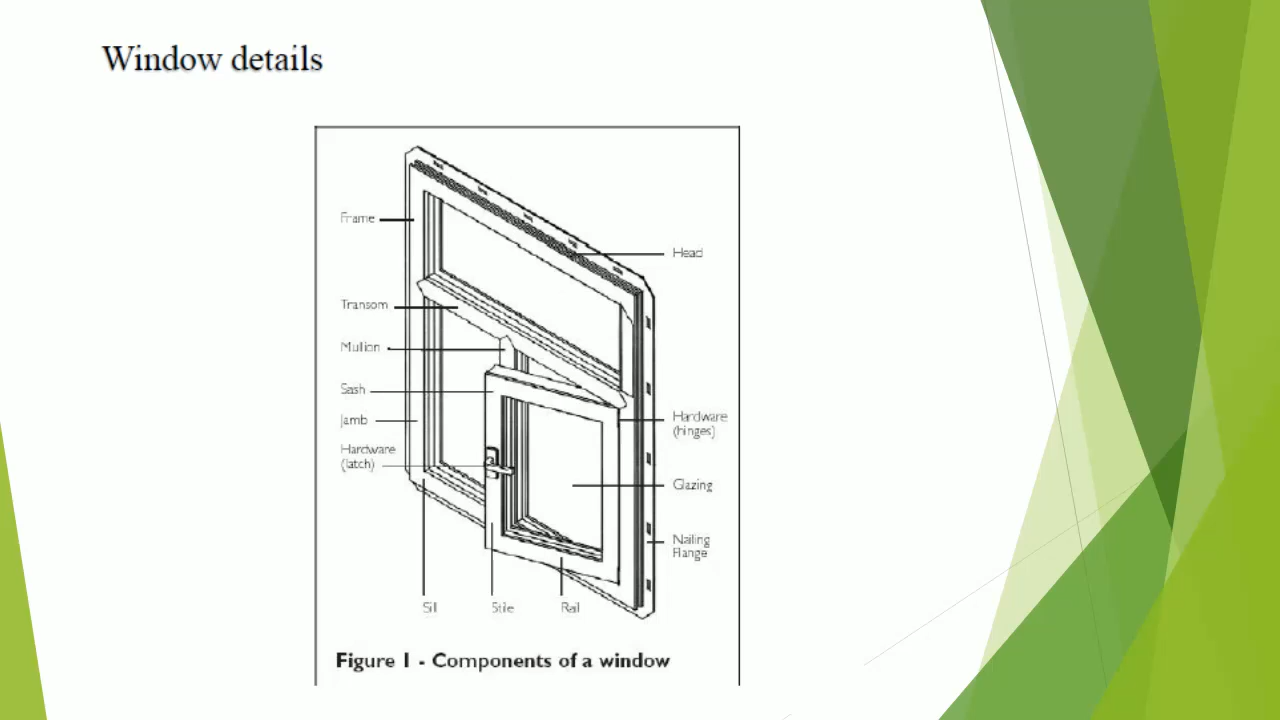 Window details
Frame
Head
Transom
Mullion
Sash
Jamb
Hardware
(latch)
Hardware
(hinges)
Glazing
Nailing
Flange
Sill
Stile
Rail
Figure 1 - Components of a window